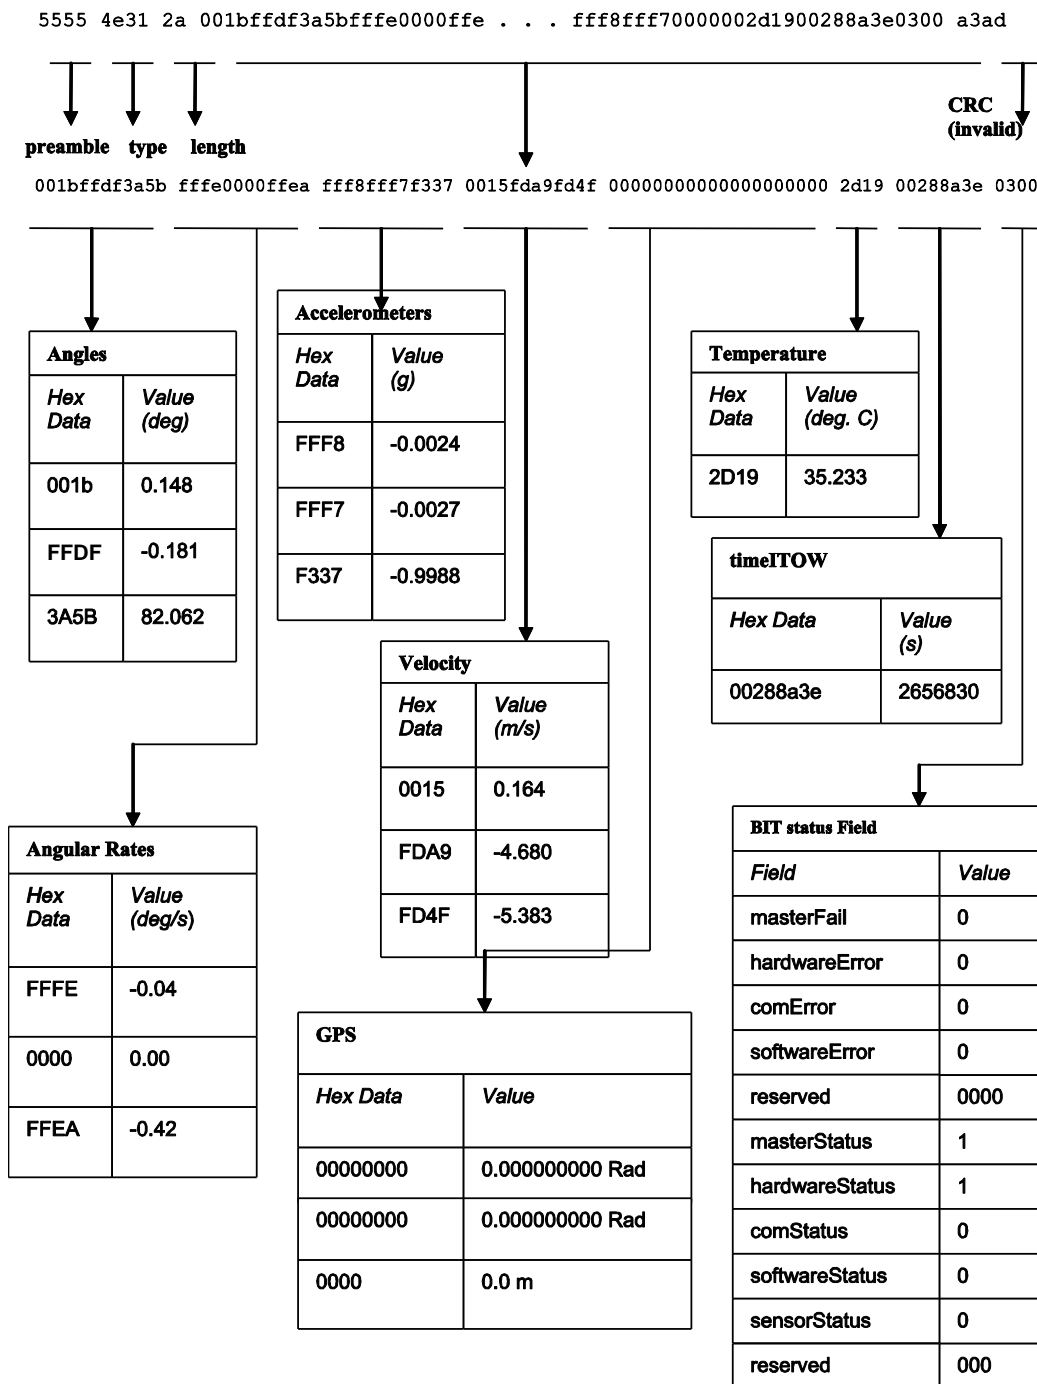 5555 4e31 2a 001bffdf3a5bfffe0000ffe . . . fff8fff70000002d1900288a3e0300 a3ad
preamble type length
CRC
(invalid)
001bffdf3a5b fffe0000ffea fff8fff7f337 0015fda9fd4f 00000000000000000000 2d19 00288a3e 0300
Angles
Hex Data Value (deg)
001b 0.148
FFDF -0.181
3A5B 82.062
Accelerometers
Hex Data Value (g)
FFF8 -0.0024
FFF7 -0.0027
F337 -0.9988
Temperature
Hex Data Value (deg. C)
2D19 35.233
timeITOW
Hex Data Value (s)
00288a3e 2656830
Velocity
Hex Data Value (m/s)
0015 0.164
FDA9 -4.680
FD4F -5.383
Angular Rates
Hex Data Value (deg/s)
FFFE -0.04
0000 0.00
FFEA -0.42
GPS
Hex Data Value
00000000 0.000000000 Rad
00000000 0.000000000 Rad
0000 0.0 m
BIT status Field
Field Value
masterFail 0
hardwareError 0
comError 0
softwareError 0
reserved 0000
masterStatus 1
hardwareStatus 1
comStatus 0
softwareStatus 0
sensorStatus 0
reserved 000